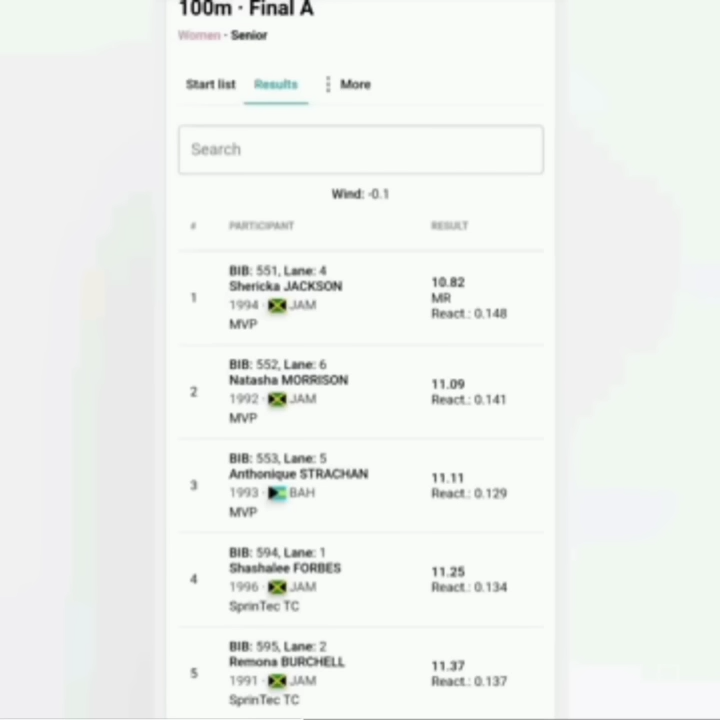 100m · Final A
Women · Senior
Start list Results More
Search
Wind: -0.1
# PARTICIPANT RESULT
BIB: 551, Lane: 4
Shericka JACKSON
1 10.82
MR
1994 · JAM
React.: 0.148
MVP
BIB: 552, Lane: 6
Natasha MORRISON
2 11.09
1992 · JAM
React.: 0.141
MVP
BIB: 553, Lane: 5
Anthonique STRACHAN
3 11.11
1993 · BAH
React.: 0.129
MVP
BIB: 594, Lane: 1
Shashalee FORBES
4 11.25
1996 · JAM
React.: 0.134
SprinTec TC
BIB: 595, Lane: 2
Remona BURCHELL
5 11.37
1991 · JAM
React.: 0.137
SprinTec TC